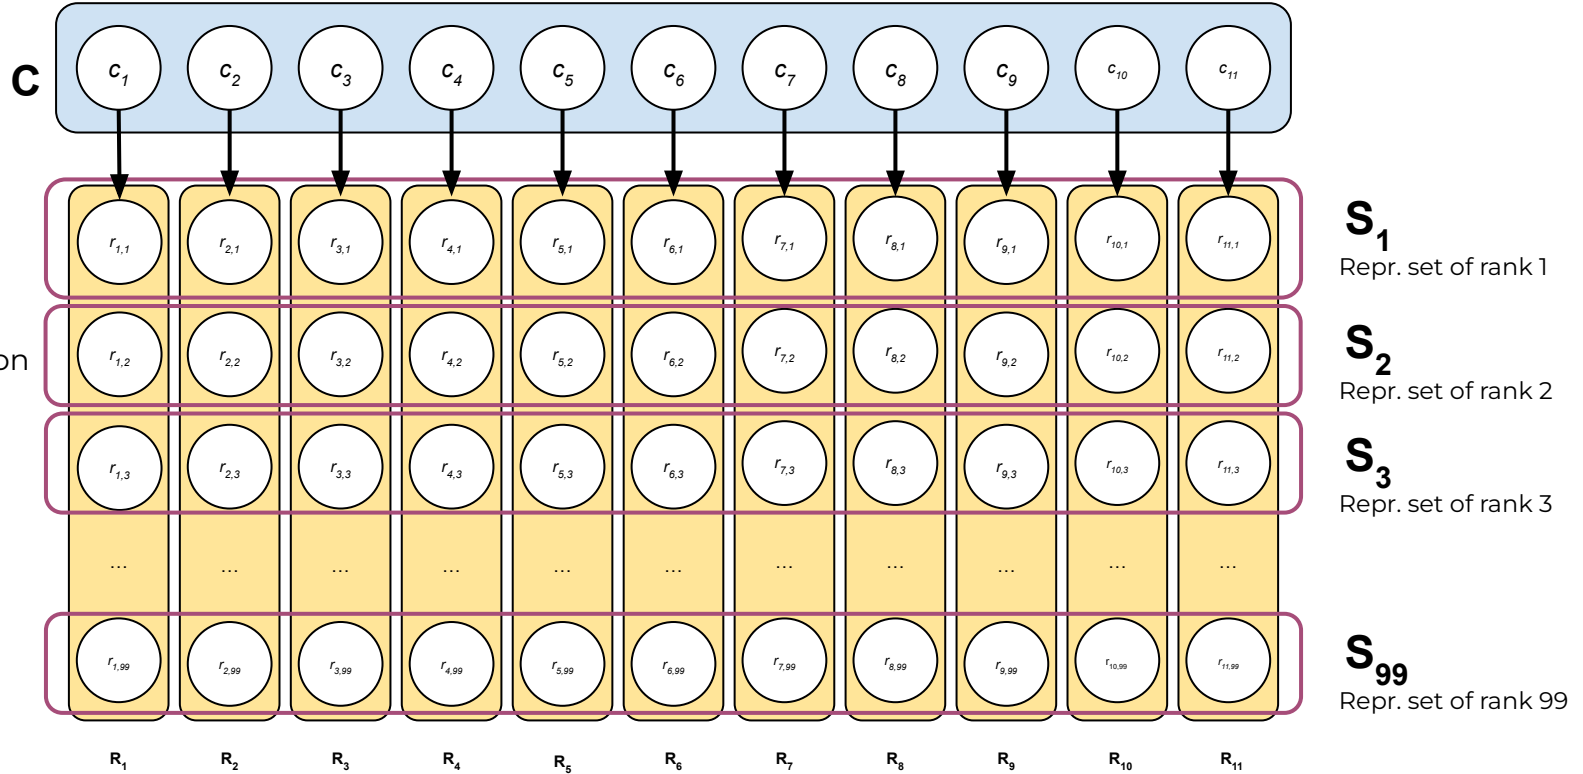 C c₁ c₂ c₃ c₄ c₅ c₆ c₇ c₈ c₉ c₁₀ c₁₁
r₁,₁ r₂,₁ r₃,₁ r₄,₁ r₅,₁ r₆,₁ r₇,₁ r₈,₁ r₉,₁ r₁₀,₁ r₁₁,₁ S₁
Repr. set of rank 1
on r₁,₂ r₂,₂ r₃,₂ r₄,₂ r₅,₂ r₆,₂ r₇,₂ r₈,₂ r₉,₂ r₁₀,₂ r₁₁,₂ S₂
Repr. set of rank 2
r₁,₃ r₂,₃ r₃,₃ r₄,₃ r₅,₃ r₆,₃ r₇,₃ r₈,₃ r₉,₃ r₁₀,₃ r₁₁,₃ S₃
Repr. set of rank 3
... ... ... ... ... ... ... ... ... ... ...
r₁,₉₉ r₂,₉₉ r₃,₉₉ r₄,₉₉ r₅,₉₉ r₆,₉₉ r₇,₉₉ r₈,₉₉ r₉,₉₉ r₁₀,₉₉ r₁₁,₉₉ S₉₉
Repr. set of rank 99
R₁ R₂ R₃ R₄ R₅ R₆ R₇ R₈ R₉ R₁₀ R₁₁